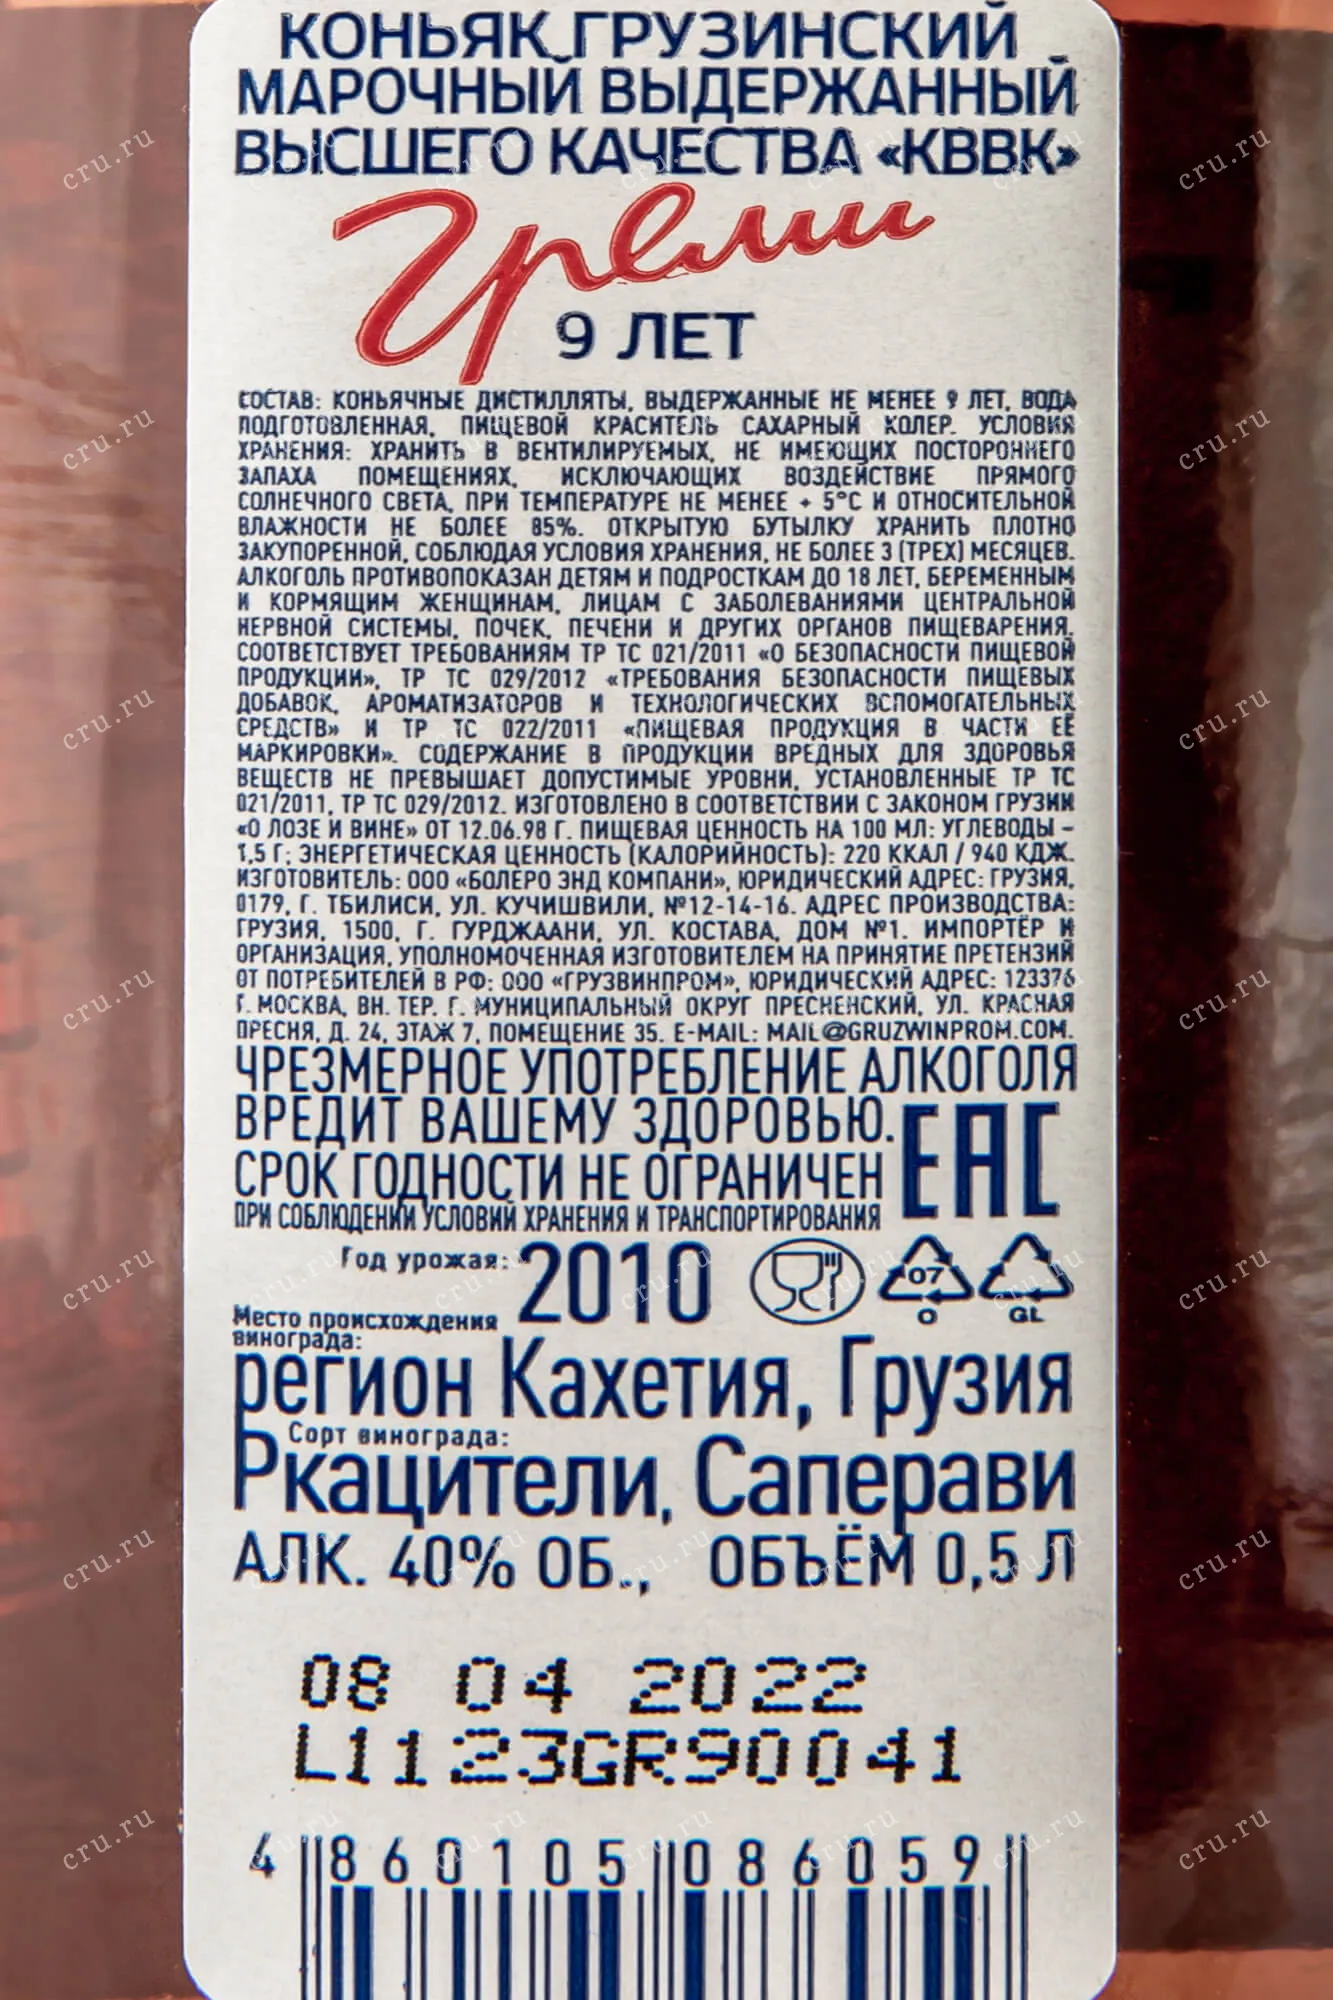 КОНЬЯК ГРУЗИНСКИЙ
МАРОЧНЫЙ ВЫДЕРЖАННЫЙ
ВЫСШЕГО КАЧЕСТВА «КВВК»
Греми
9 ЛЕТ
СОСТАВ: КОНЬЯЧНЫЕ ДИСТИЛЛЯТЫ, ВЫДЕРЖАННЫЕ НЕ МЕНЕЕ 9 ЛЕТ, ВОДА
ПОДГОТОВЛЕННАЯ, ПИЩЕВОЙ КРАСИТЕЛЬ САХАРНЫЙ КОЛЕР. УСЛОВИЯ
ХРАНЕНИЯ: ХРАНИТЬ В ВЕНТИЛИРУЕМЫХ, НЕ ИМЕЮЩИХ ПОСТОРОННЕГО
ЗАПАХА ПОМЕЩЕНИЯХ, ИСКЛЮЧАЮЩИХ ВОЗДЕЙСТВИЕ ПРЯМОГО
СОЛНЕЧНОГО СВЕТА, ПРИ ТЕМПЕРАТУРЕ НЕ МЕНЕЕ + 5°С И ОТНОСИТЕЛЬНОЙ
ВЛАЖНОСТИ НЕ БОЛЕЕ 85%. ОТКРЫТУЮ БУТЫЛКУ ХРАНИТЬ ПЛОТНО
ЗАКУПОРЕННОЙ, СОБЛЮДАЯ УСЛОВИЯ ХРАНЕНИЯ, НЕ БОЛЕЕ 3 (ТРЕХ) МЕСЯЦЕВ.
АЛКОГОЛЬ ПРОТИВОПОКАЗАН ДЕТЯМ И ПОДРОСТКАМ ДО 18 ЛЕТ, БЕРЕМЕННЫМ
И КОРМЯЩИМ ЖЕНЩИНАМ, ЛИЦАМ С ЗАБОЛЕВАНИЯМИ ЦЕНТРАЛЬНОЙ
НЕРВНОЙ СИСТЕМЫ, ПОЧЕК, ПЕЧЕНИ И ДРУГИХ ОРГАНОВ ПИЩЕВАРЕНИЯ.
СООТВЕТСТВУЕТ ТРЕБОВАНИЯМ ТР ТС 021/2011 «О БЕЗОПАСНОСТИ ПИЩЕВОЙ
ПРОДУКЦИИ», ТР ТС 029/2012 «ТРЕБОВАНИЯ БЕЗОПАСНОСТИ ПИЩЕВЫХ
ДОБАВОК, АРОМАТИЗАТОРОВ И ТЕХНОЛОГИЧЕСКИХ ВСПОМОГАТЕЛЬНЫХ
СРЕДСТВ» И ТР ТС 022/2011 «ПИЩЕВАЯ ПРОДУКЦИЯ В ЧАСТИ ЕЁ
МАРКИРОВКИ». СОДЕРЖАНИЕ В ПРОДУКЦИИ ВРЕДНЫХ ДЛЯ ЗДОРОВЬЯ
ВЕЩЕСТВ НЕ ПРЕВЫШАЕТ ДОПУСТИМЫЕ УРОВНИ, УСТАНОВЛЕННЫЕ ТР ТС
021/2011, ТР ТС 029/2012. ИЗГОТОВЛЕНО В СООТВЕТСТВИИ С ЗАКОНОМ ГРУЗИИ
«О ЛОЗЕ И ВИНЕ» ОТ 12.06.98 Г. ПИЩЕВАЯ ЦЕННОСТЬ НА 100 МЛ: УГЛЕВОДЫ –
1,5 Г; ЭНЕРГЕТИЧЕСКАЯ ЦЕННОСТЬ (КАЛОРИЙНОСТЬ): 220 ККАЛ / 940 КДЖ.
ИЗГОТОВИТЕЛЬ: ООО «БОЛЕРО ЭНД КОМПАНИ», ЮРИДИЧЕСКИЙ АДРЕС: ГРУЗИЯ,
0179, Г. ТБИЛИСИ, УЛ. КУЧИШВИЛИ, №12-14-16. АДРЕС ПРОИЗВОДСТВА:
ГРУЗИЯ, 1500, Г. ГУРДЖААНИ, УЛ. КОСТАВА, ДОМ №1. ИМПОРТЁР И
ОРГАНИЗАЦИЯ, УПОЛНОМОЧЕННАЯ ИЗГОТОВИТЕЛЕМ НА ПРИНЯТИЕ ПРЕТЕНЗИЙ
ОТ ПОТРЕБИТЕЛЕЙ В РФ: ООО «ГРУЗВИНПРОМ», ЮРИДИЧЕСКИЙ АДРЕС: 123376
Г. МОСКВА, ВН. ТЕР. Г. МУНИЦИПАЛЬНЫЙ ОКРУГ ПРЕСНЕНСКИЙ, УЛ. КРАСНАЯ
ПРЕСНЯ, Д. 24, ЭТАЖ 7, ПОМЕЩЕНИЕ 35. E-MAIL: MAIL@GRUZWINPROM.COM.
ЧРЕЗМЕРНОЕ УПОТРЕБЛЕНИЕ АЛКОГОЛЯ
ВРЕДИТ ВАШЕМУ ЗДОРОВЬЮ.
СРОК ГОДНОСТИ НЕ ОГРАНИЧЕН
ПРИ СОБЛЮДЕНИИ УСЛОВИЙ ХРАНЕНИЯ И ТРАНСПОРТИРОВАНИЯ
EAC
Год урожая: 2010
07
O
GL
Место происхождения
винограда:
регион Кахетия, Грузия
Сорт винограда:
Ркацители, Саперави
АЛК. 40% ОБ., ОБЪЁМ 0,5 Л
08 04 2022
L1123GR90041
4 860105 086059
cru.ru